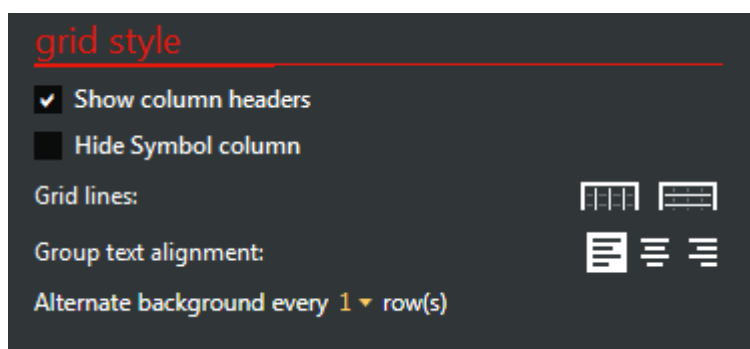 grid style
Show column headers
Hide Symbol column
Grid lines:
Group text alignment:
Alternate background every 1 row(s)